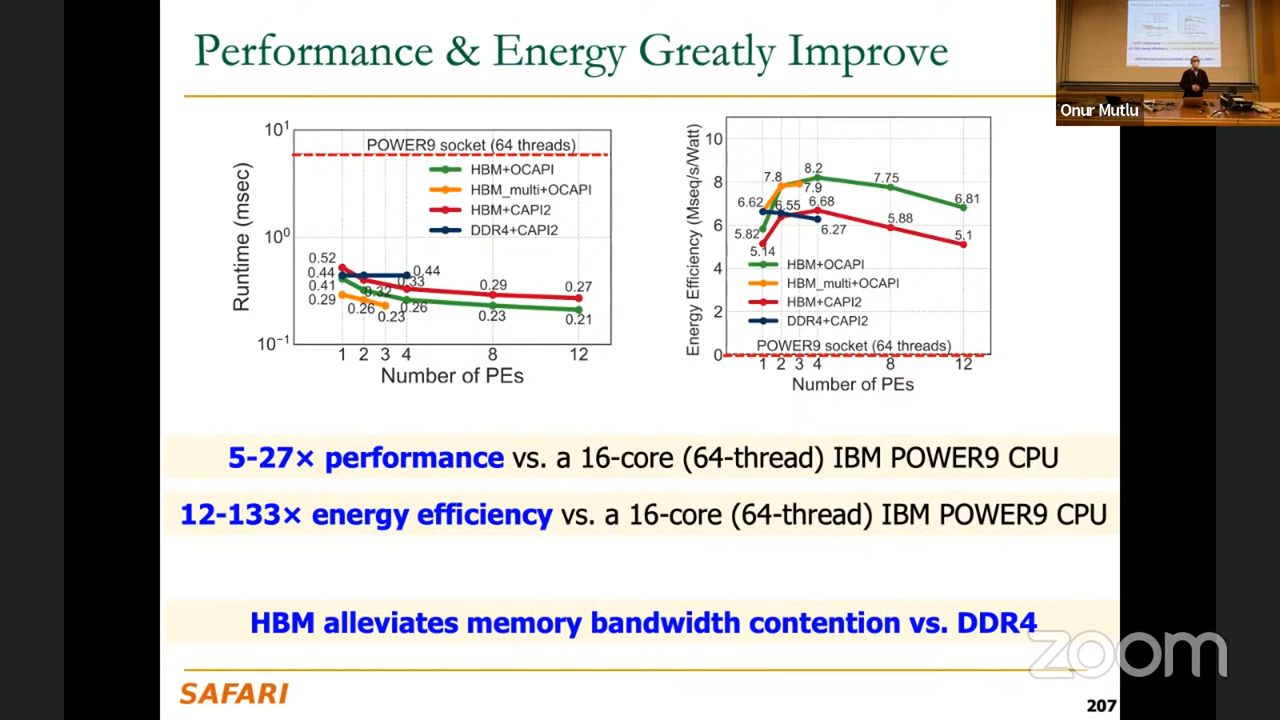 Performance & Energy Greatly Improve
Onur Mutlu
Runtime (msec)
10¹
10⁰
10⁻¹
POWER9 socket (64 threads)
HBM+OCAPI
HBM_multi+OCAPI
HBM+CAPI2
DDR4+CAPI2
0.52
0.44
0.41
0.29
0.32
0.26
0.23
0.33
0.44
0.26
0.29
0.23
0.27
0.21
1 2 3 4 8 12
Number of PEs
Energy Efficiency (Mseq/s/Watt)
10
8
6
4
2
0
7.8
8.2
7.9
7.75
6.81
6.62
6.55
6.68
5.82
6.27
5.88
5.1
5.14
HBM+OCAPI
HBM_multi+OCAPI
HBM+CAPI2
DDR4+CAPI2
POWER9 socket (64 threads)
1 2 3 4 8 12
Number of PEs
5-27× performance vs. a 16-core (64-thread) IBM POWER9 CPU
12-133× energy efficiency vs. a 16-core (64-thread) IBM POWER9 CPU
HBM alleviates memory bandwidth contention vs. DDR4
zoom
SAFARI
207